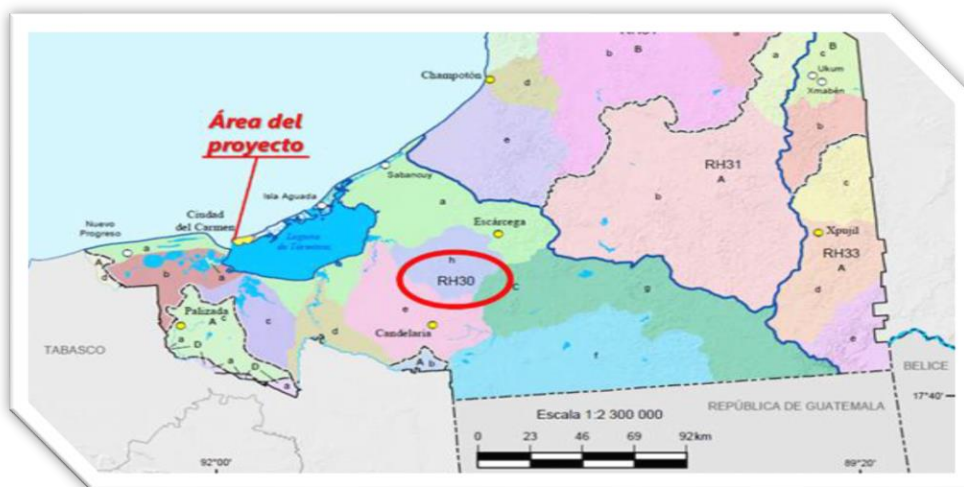 B
a
b
B
c
Ukum
Xmabén
Champotón
d
a
b
e
Área del
proyecto
RH31
A
b
c
Sabancuy
Isla Aguada
a
Nuevo
Progreso
Ciudad
del Carmen
Laguna
de Términos
Escárcega
Xpujil
RH33
A
a
A
d
b
a
h
RH30
C
g
d
Palizada
A
c
c
e
d
Candelaria
e
TABASCO
a
D
a
D
a
A
b
f
BELICE
REPÚBLICA DE GUATEMALA
17°40'
Escala 1:2 300 000
0 23 46 69 92km
92°00'
89°20'